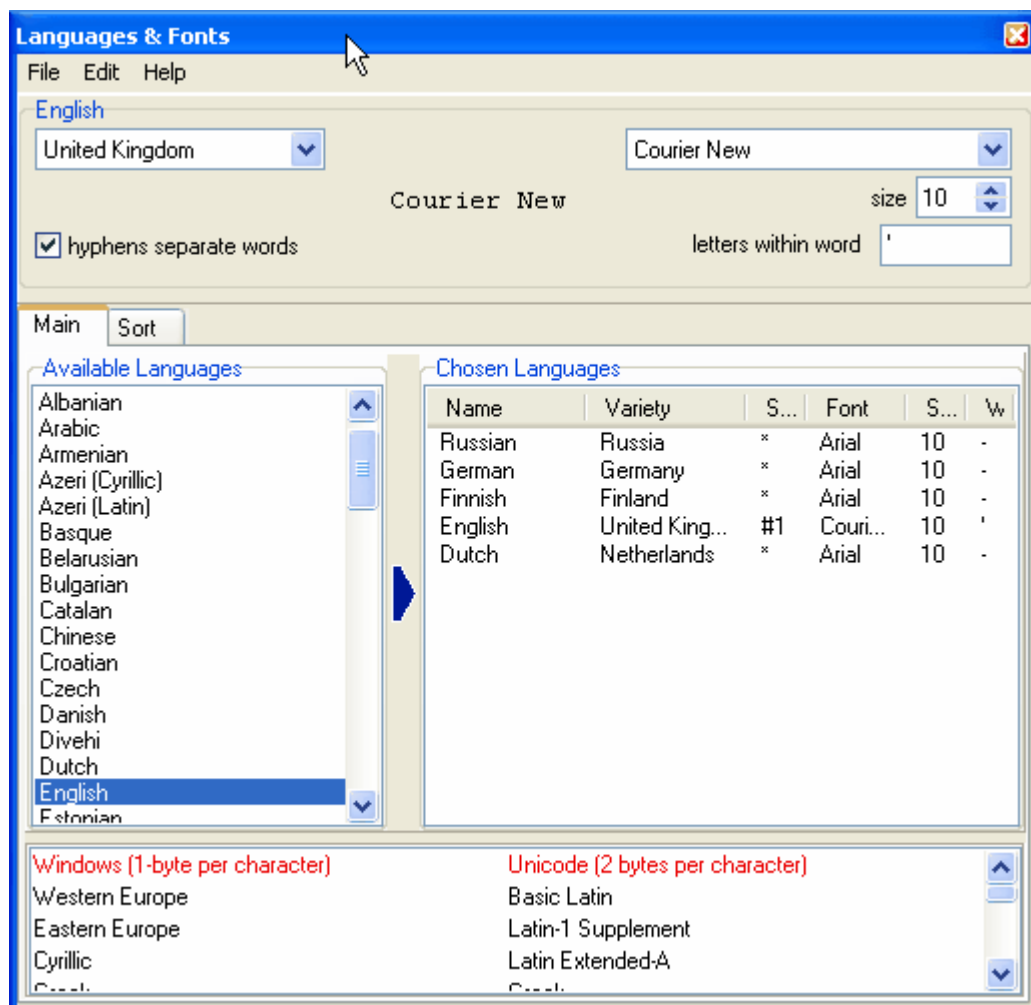 Languages & Fonts
File Edit Help
English
United Kingdom Courier New
Courier New size 10
hyphens separate words letters within word '
Main Sort
Available Languages
Albanian
Arabic
Armenian
Azeri (Cyrillic)
Azeri (Latin)
Basque
Belarusian
Bulgarian
Catalan
Chinese
Croatian
Czech
Danish
Divehi
Dutch
English
Estonian
Chosen Languages
Name Variety S... Font S... W
Russian Russia * Arial 10 -
German Germany * Arial 10 -
Finnish Finland * Arial 10 -
English United King... #1 Couri... 10 '
Dutch Netherlands * Arial 10 -
Windows (1-byte per character) Unicode (2 bytes per character)
Western Europe Basic Latin
Eastern Europe Latin-1 Supplement
Cyrillic Latin Extended-A
Greek Greek